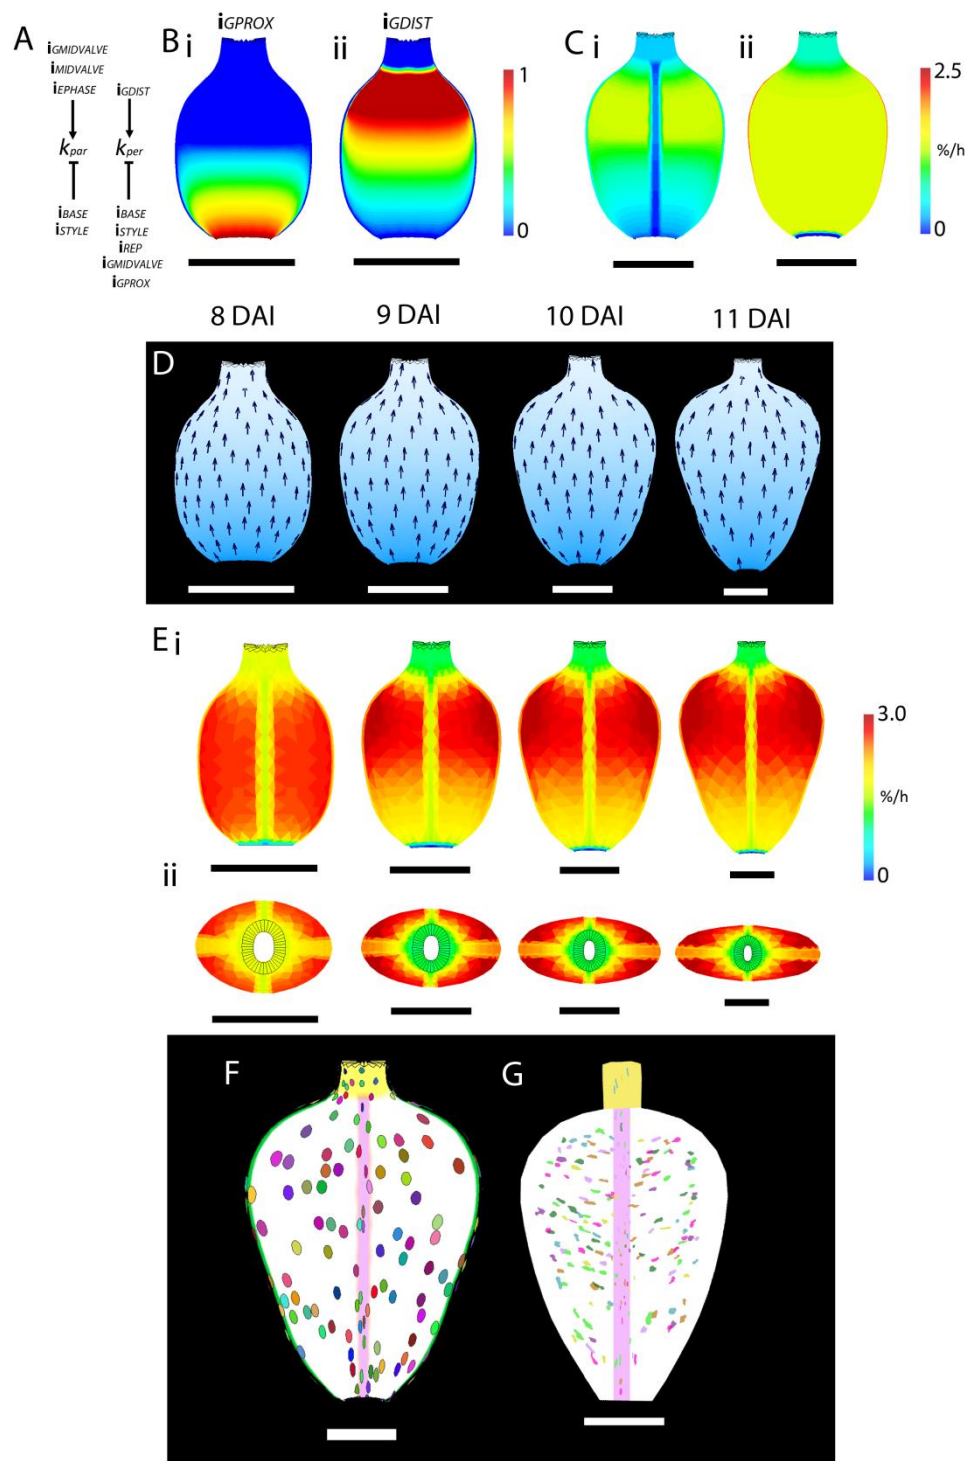 A
iGMIDVALVE
iMIDVALVE
iEPHASE
iGDIST
kpar
kper
iBASE
iSTYLE
iBASE
iSTYLE
iREP
iGMIDVALVE
iGPROX
B i
iGPROX
ii
iGDIST
1
0
C i
ii
2.5
%/h
0
8 DAI
9 DAI
10 DAI
11 DAI
D
E i
3.0
%/h
0
ii
F
G